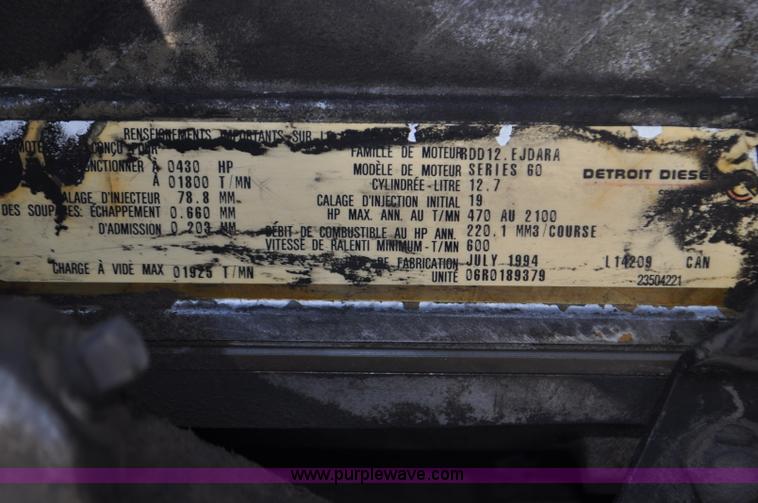 RENSEIGNEMENTS IMPORTANTS SUR
CONÇU POUR
FONCTIONNER À 0430 HP
À 01800 T/MN
CALAGE D'INJECTEUR 78.8 MM
DES SOUPAPES: ÉCHAPPEMENT 0.660 MM
D'ADMISSION 0.203 MM
CHARGE À VIDE MAX 01925 T/MN
FAMILLE DE MOTEUR RDD12.EJDARA
MODÈLE DE MOTEUR SERIES 60
CYLINDRÉE-LITRE 12.7
CALAGE D'INJECTION INITIAL 19
HP MAX. ANN. AU T/MN 470 AU 2100
DÉBIT DE COMBUSTIBLE AU HP ANN. 220.1 MM3/COURSE
VITESSE DE RALENTI MINIMUM-T/MN 600
DE FABRICATION JULY 1994
UNITÉ 06R0189379
DETROIT DIESEL
L14209 CAN
23504221
www.purplewave.com